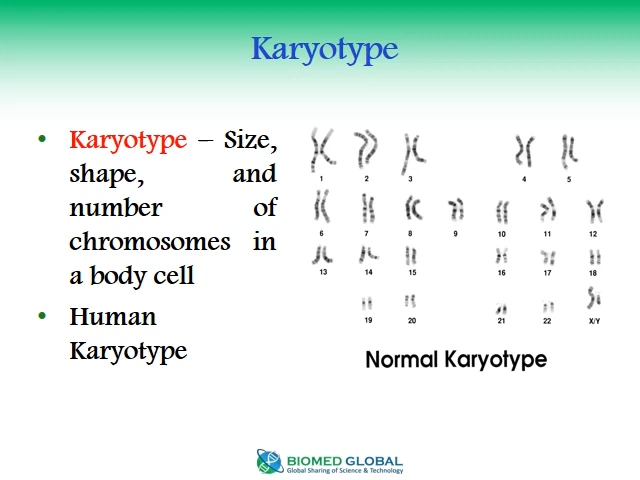 Karyotype
• Karyotype – Size,
shape, and
number of
chromosomes in
a body cell
• Human
Karyotype
1 2 3 4 5
6 7 8 9 10 11 12
13 14 15 16 17 18
19 20 21 22 X/Y
Normal Karyotype
BIOMED GLOBAL
Global Sharing of Science & Technology